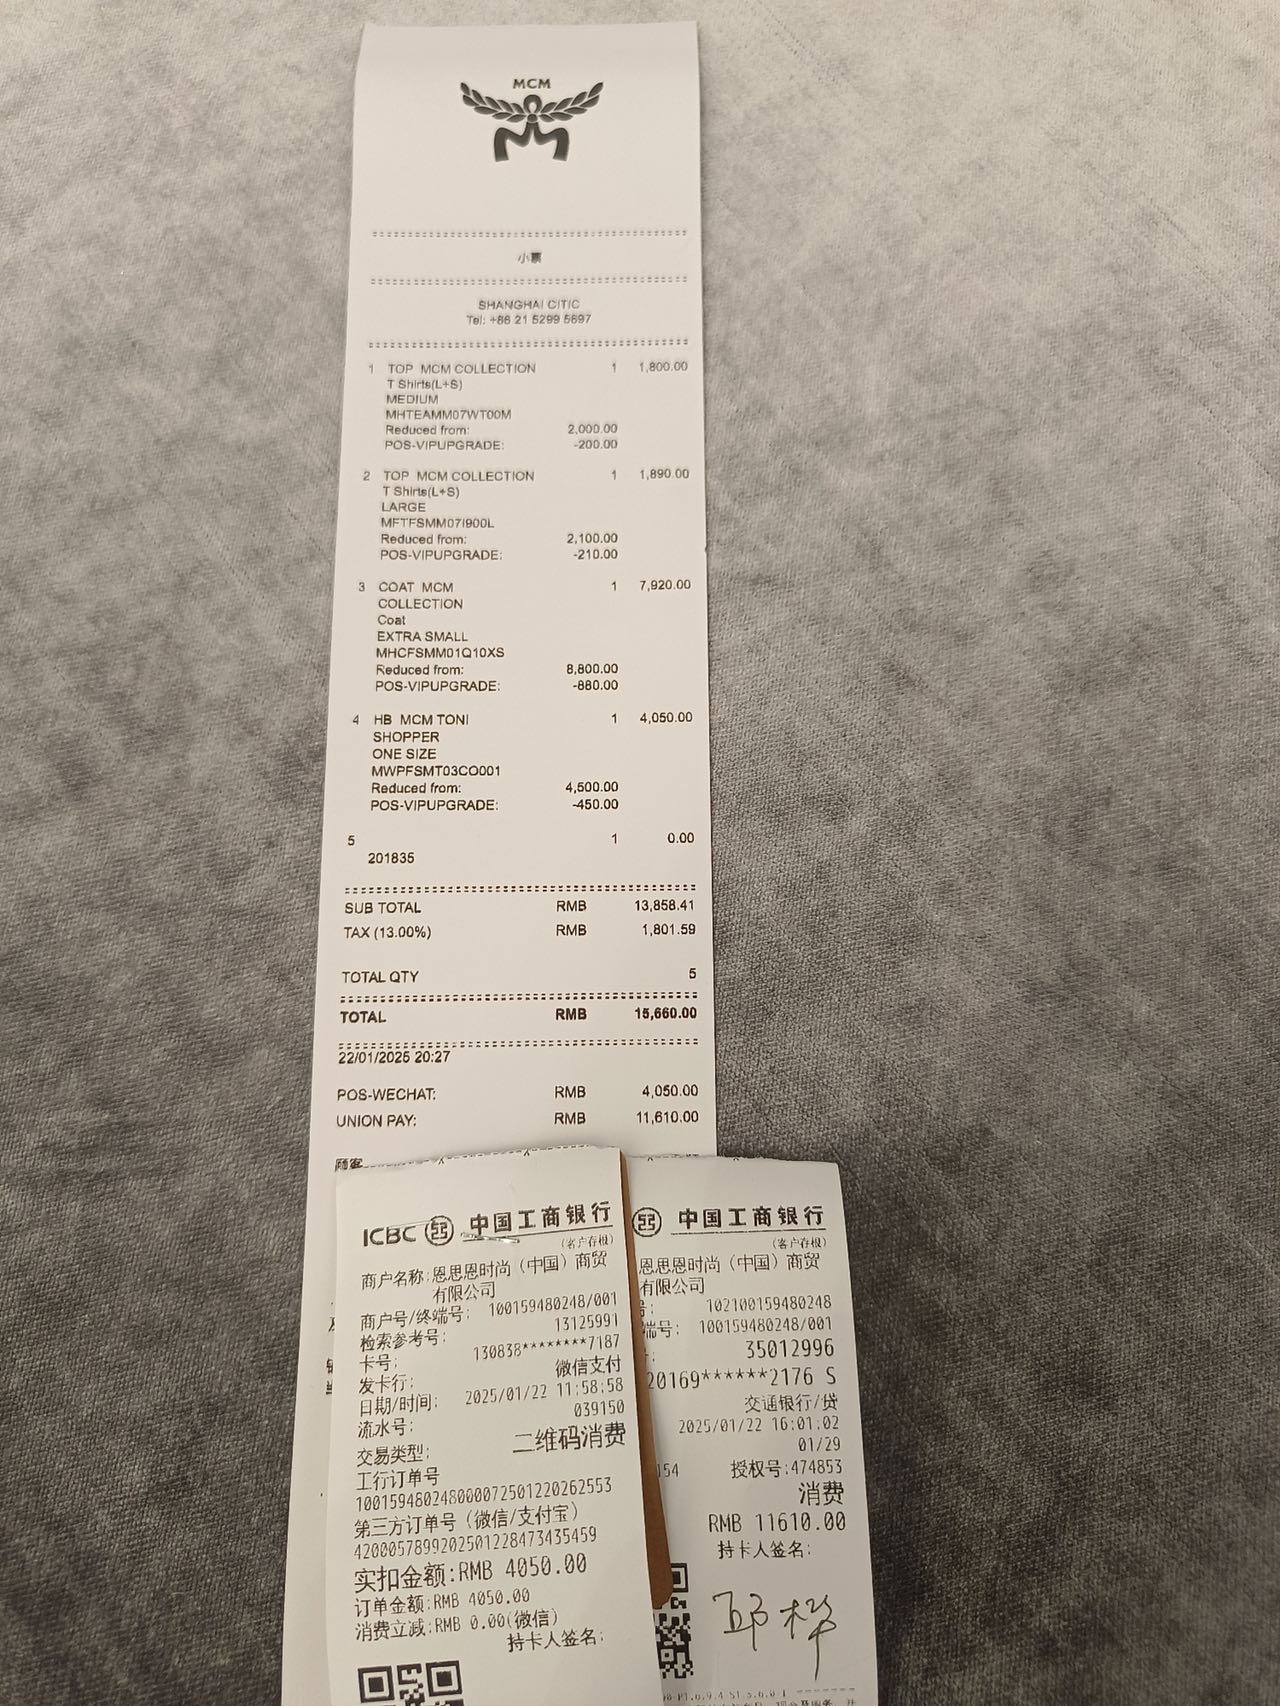 MCM
小票
SHANGHAI CITIC
Tel: +86 21 5299 5697
1 TOP MCM COLLECTION 1 1,800.00
T Shirts(L+S)
MEDIUM
MHTEAMM07WT00M
Reduced from: 2,000.00
POS-VIPUPGRADE: -200.00
2 TOP MCM COLLECTION 1 1,890.00
T Shirts(L+S)
LARGE
MFTFSMM07I900L
Reduced from: 2,100.00
POS-VIPUPGRADE: -210.00
3 COAT MCM 1 7,920.00
COLLECTION
Coat
EXTRA SMALL
MHCFSMM01Q10XS
Reduced from: 8,800.00
POS-VIPUPGRADE: -880.00
4 HB MCM TONI 1 4,050.00
SHOPPER
ONE SIZE
MWPFSMT03CO001
Reduced from: 4,500.00
POS-VIPUPGRADE: -450.00
5 1 0.00
201835
SUB TOTAL RMB 13,858.41
TAX (13.00%) RMB 1,801.59
TOTAL QTY 5
TOTAL RMB 15,660.00
22/01/2025 20:27
POS-WECHAT: RMB 4,050.00
UNION PAY: RMB 11,610.00
顾客
ICBC 中国工商银行
(客户存根)
商户名称:恩思恩时尚（中国）商贸
有限公司
商户号/终端号: 100159480248/001
检索参考号: 13125991
卡号: 130838********7187
发卡行: 微信支付
日期/时间: 2025/01/22 11:58:58
流水号: 039150
交易类型: 二维码消费
工行订单号
100159480248000072501220262553
第三方订单号（微信/支付宝）
4200057899202501228473435459
实扣金额:RMB 4050.00
订单金额:RMB 4050.00
消费立减:RMB 0.00(微信)
持卡人签名:
中国工商银行
(客户存根)
恩思恩时尚（中国）商贸
有限公司
号: 102100159480248
端号: 100159480248/001
35012996
20169******2176 S
交通银行/贷
2025/01/22 16:01:02
01/29
154 授权号:474853
消费
RMB 11610.00
持卡人签名:
邱桦